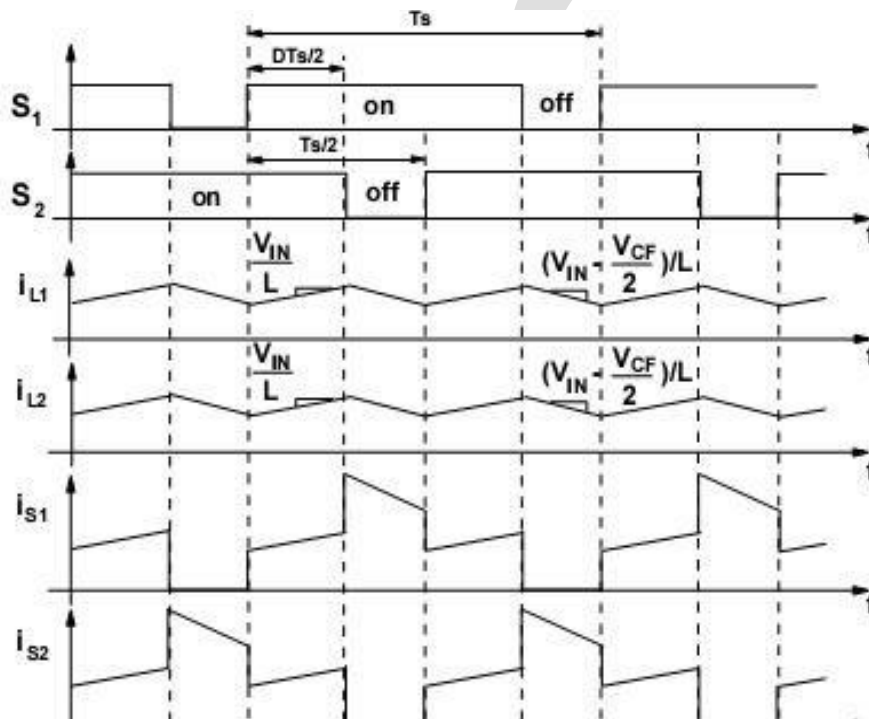 Ts
DTs/2
S1
on
off
t
Ts/2
S2
on
off
t
VIN
L
(VIN - VCF
2
)/L
iL1
t
VIN
L
(VIN - VCF
2
)/L
iL2
t
iS1
t
iS2